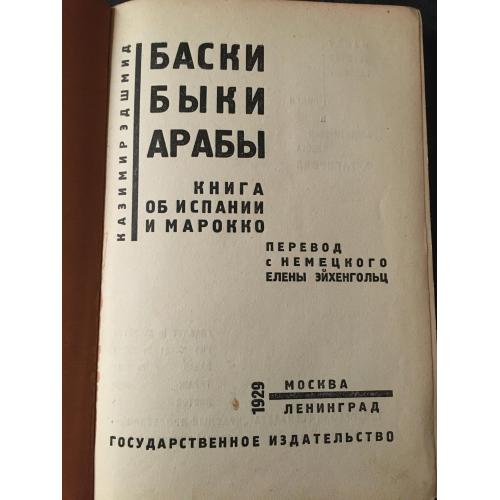 КАЗИМИР ЭДШМИД
БАСКИ
БЫКИ
АРАБЫ
КНИГА
ОБ ИСПАНИИ
И МАРОККО
ПЕРЕВОД
С НЕМЕЦКОГО
ЕЛЕНЫ ЭЙХЕНГОЛЬЦ
1929
МОСКВА
ЛЕНИНГРАД
ГОСУДАРСТВЕННОЕ ИЗДАТЕЛЬСТВО